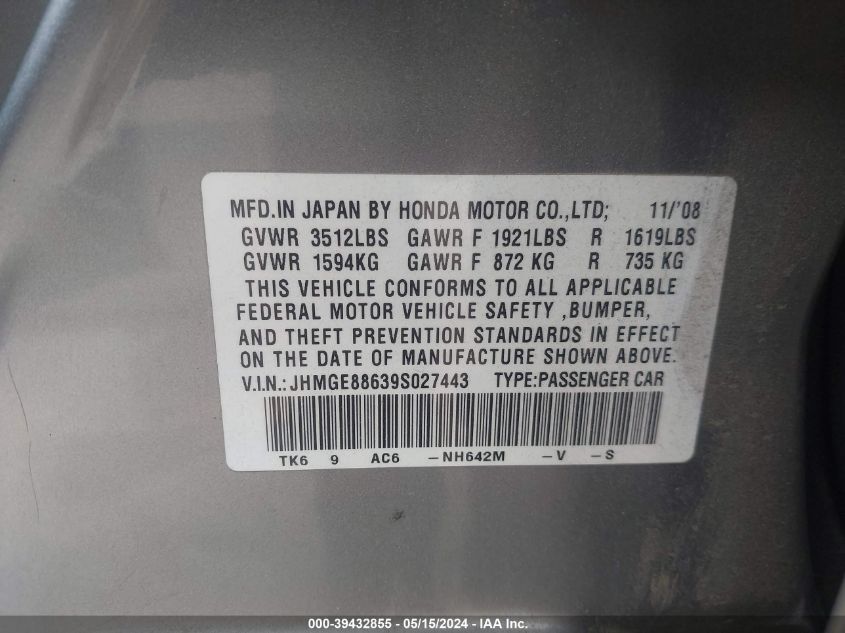 MFD.IN JAPAN BY HONDA MOTOR CO.,LTD; 11/'08
GVWR 3512LBS GAWR F 1921LBS R 1619LBS
GVWR 1594KG GAWR F 872 KG R 735 KG
THIS VEHICLE CONFORMS TO ALL APPLICABLE
FEDERAL MOTOR VEHICLE SAFETY ,BUMPER,
AND THEFT PREVENTION STANDARDS IN EFFECT
ON THE DATE OF MANUFACTURE SHOWN ABOVE.
V.I.N.:JHMGE88639S027443 TYPE:PASSENGER CAR
TK6 9 AC6 -NH642M -V -S
000-39432855 - 05/15/2024 - IAA Inc.